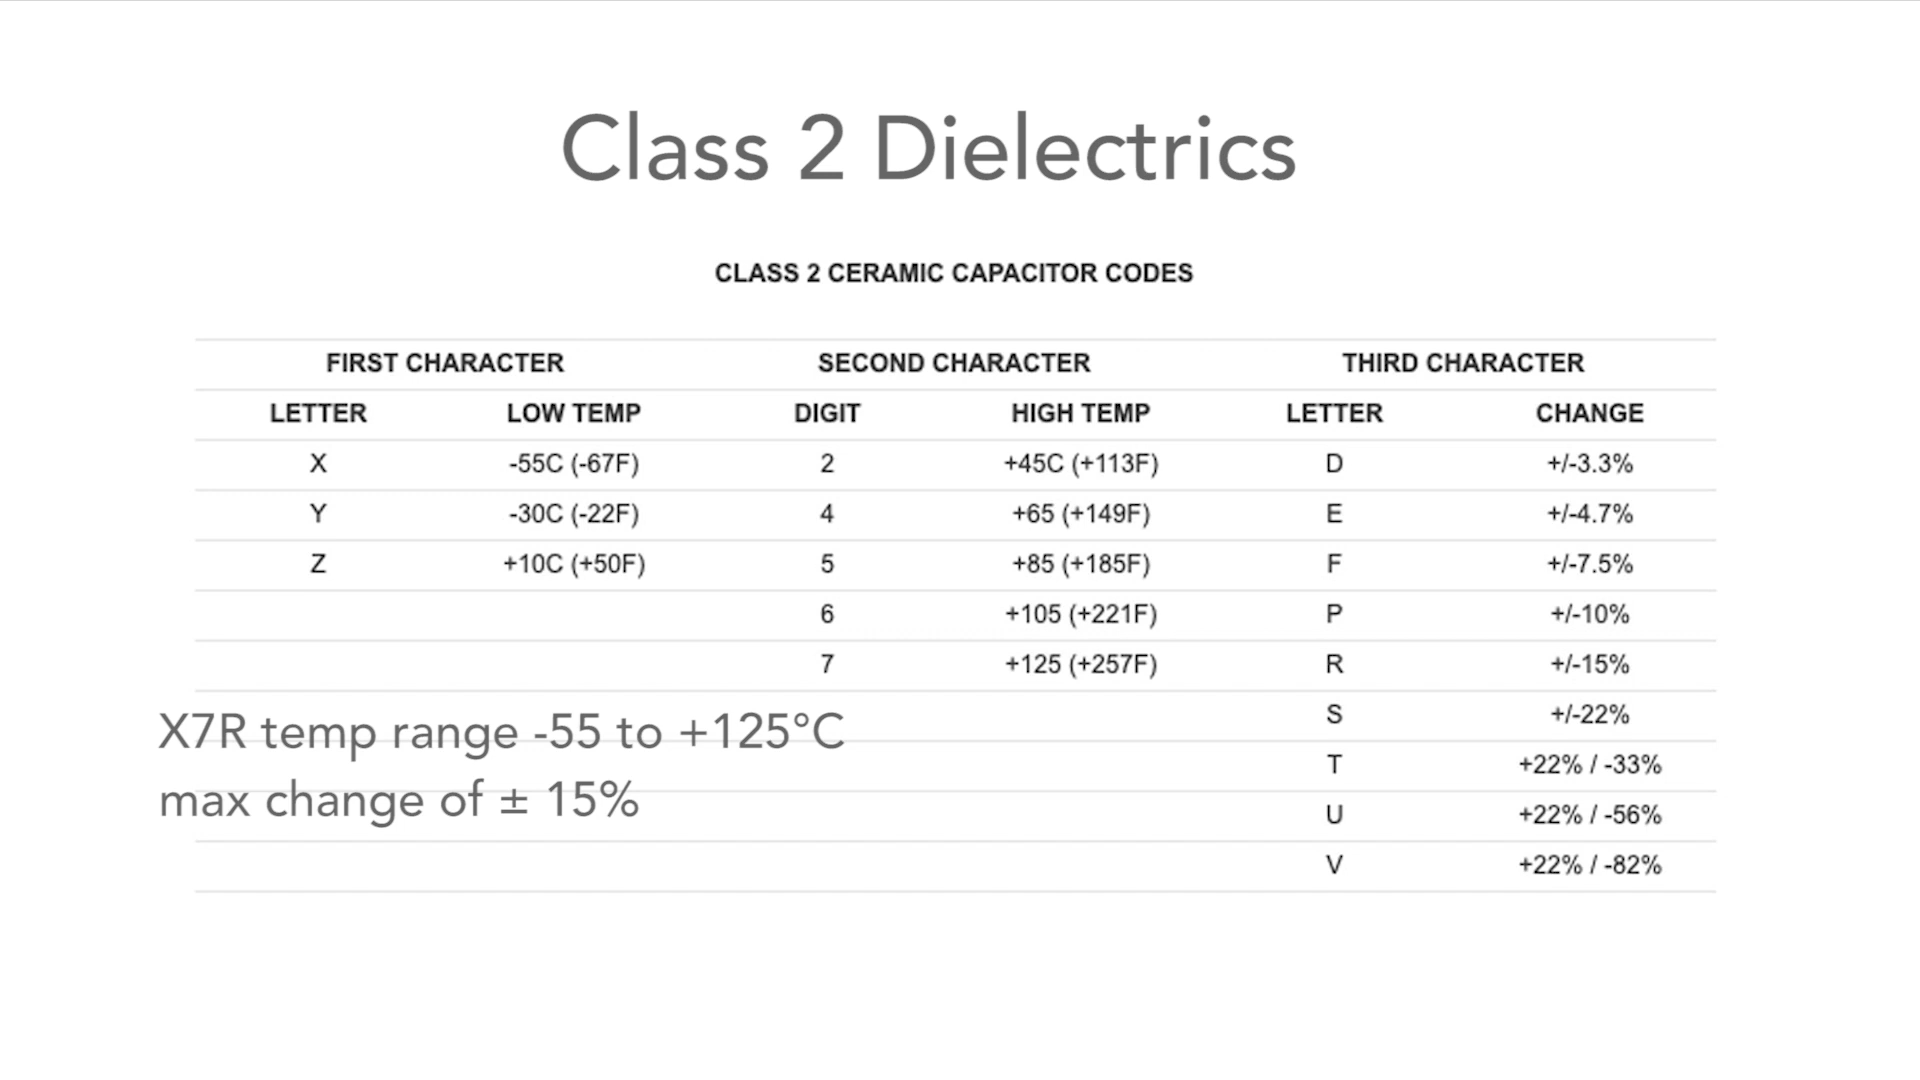 Class 2 Dielectrics
CLASS 2 CERAMIC CAPACITOR CODES
FIRST CHARACTER SECOND CHARACTER THIRD CHARACTER
LETTER LOW TEMP DIGIT HIGH TEMP LETTER CHANGE
X -55C (-67F) 2 +45C (+113F) D +/-3.3%
Y -30C (-22F) 4 +65 (+149F) E +/-4.7%
Z +10C (+50F) 5 +85 (+185F) F +/-7.5%
6 +105 (+221F) P +/-10%
7 +125 (+257F) R +/-15%
S +/-22%
T +22% / -33%
U +22% / -56%
V +22% / -82%
X7R temp range -55 to +125°C
max change of ± 15%